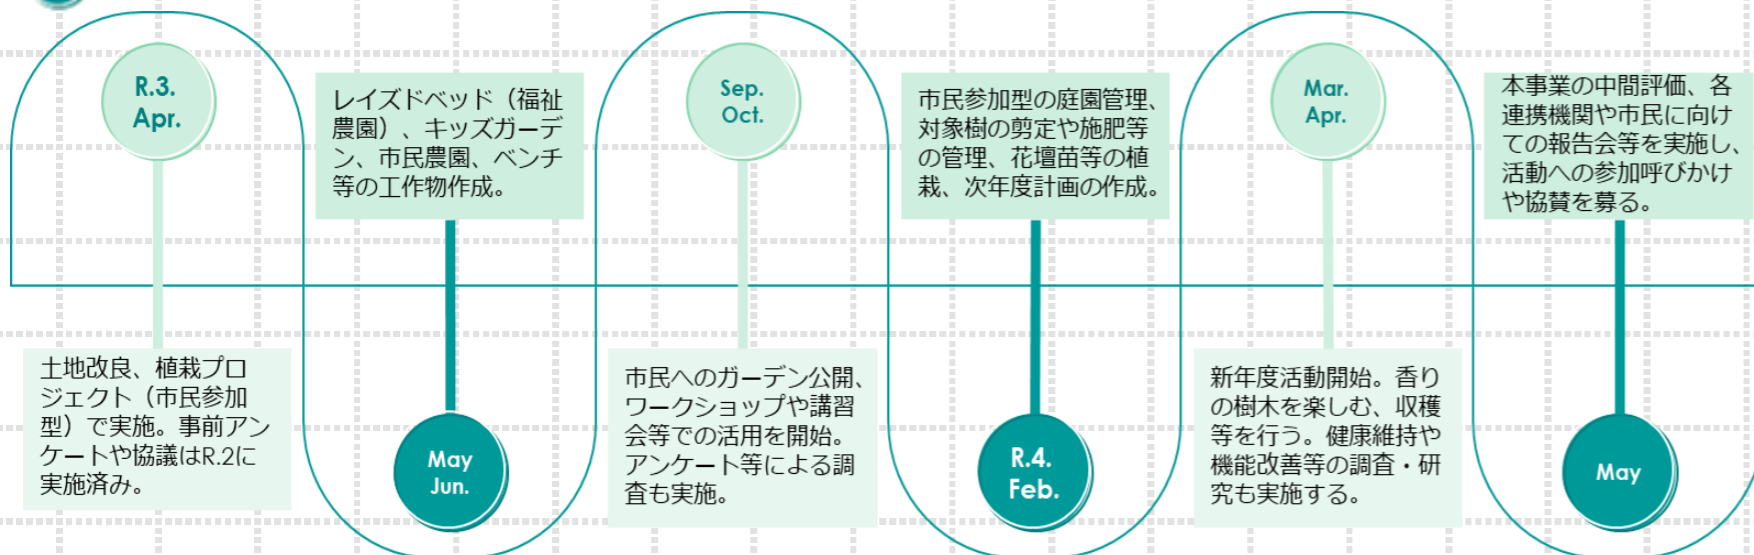 R.3.
Apr.
土地改良、植栽プロ
ジェクト（市民参加
型）で実施。事前アン
ケートや協議はR.2に
実施済み。
レイズドベッド（福祉
農園）、キッズガーデ
ン、市民農園、ベンチ
等の工作物作成。
May
Jun.
Sep.
Oct.
市民へのガーデン公開、
ワークショップや講習
会等での活用を開始。
アンケート等による調
査も実施。
市民参加型の庭園管理、
対象樹の剪定や施肥等
の管理、花壇苗等の植
栽、次年度計画の作成。
R.4.
Feb.
Mar.
Apr.
新年度活動開始。香り
の樹木を楽しむ、収穫
等を行う。健康維持や
機能改善等の調査・研
究も実施する。
本事業の中間評価、各
連携機関や市民に向け
ての報告会等を実施し、
活動への参加呼びかけ
や協賛を募る。
May